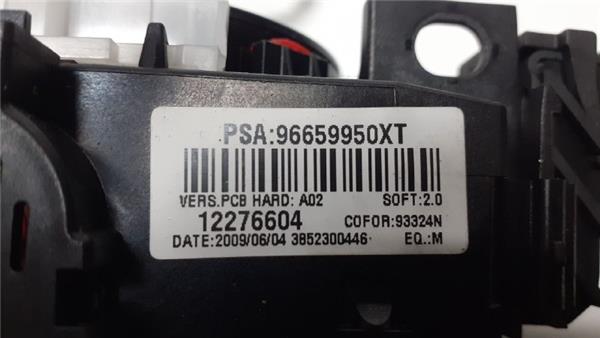 PSA:96659950XT
VERS.PCB HARD: A02 SOFT:2.0
12276604 COFOR:93324N
DATE:2009/06/04 3852300446 EQ.:M